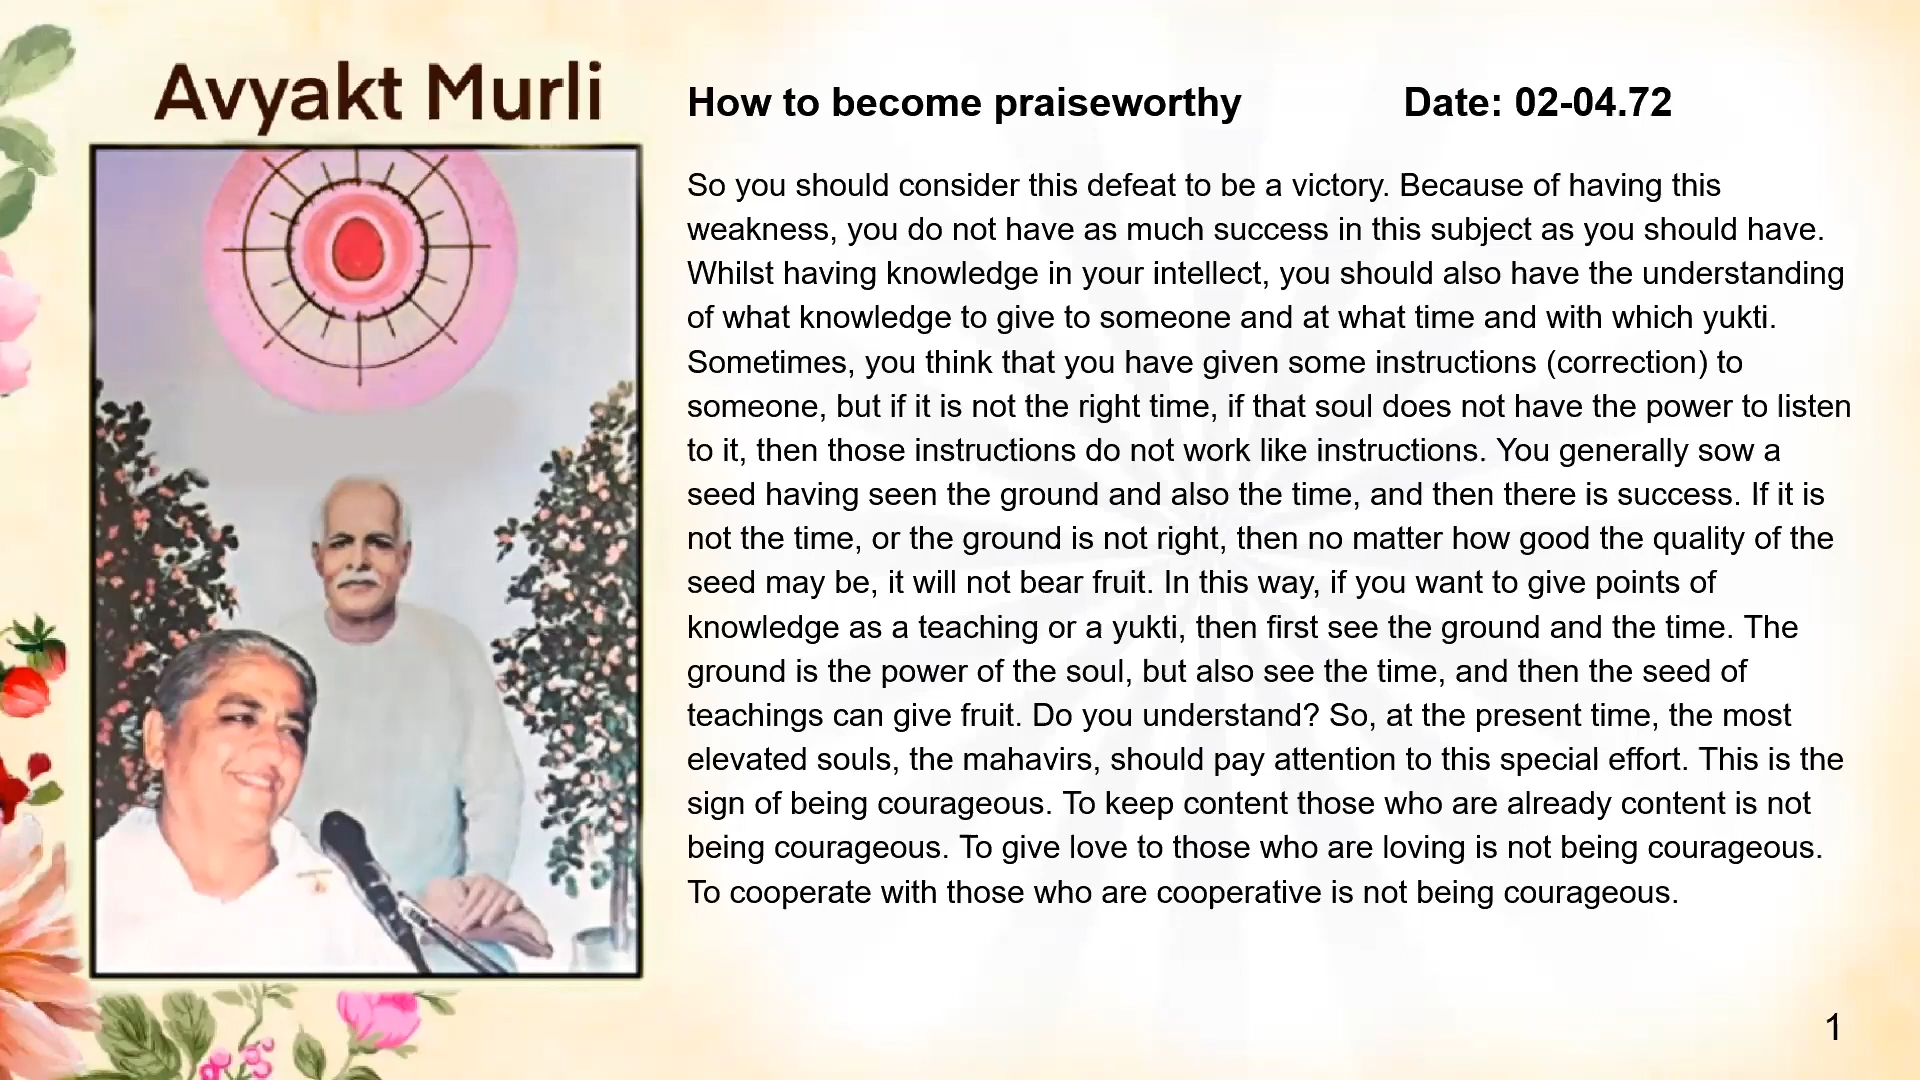 Avyakt Murli
How to become praiseworthy Date: 02-04.72
So you should consider this defeat to be a victory. Because of having this
weakness, you do not have as much success in this subject as you should have.
Whilst having knowledge in your intellect, you should also have the understanding
of what knowledge to give to someone and at what time and with which yukti.
Sometimes, you think that you have given some instructions (correction) to
someone, but if it is not the right time, if that soul does not have the power to listen
to it, then those instructions do not work like instructions. You generally sow a
seed having seen the ground and also the time, and then there is success. If it is
not the time, or the ground is not right, then no matter how good the quality of the
seed may be, it will not bear fruit. In this way, if you want to give points of
knowledge as a teaching or a yukti, then first see the ground and the time. The
ground is the power of the soul, but also see the time, and then the seed of
teachings can give fruit. Do you understand? So, at the present time, the most
elevated souls, the mahavirs, should pay attention to this special effort. This is the
sign of being courageous. To keep content those who are already content is not
being courageous. To give love to those who are loving is not being courageous.
To cooperate with those who are cooperative is not being courageous.
1